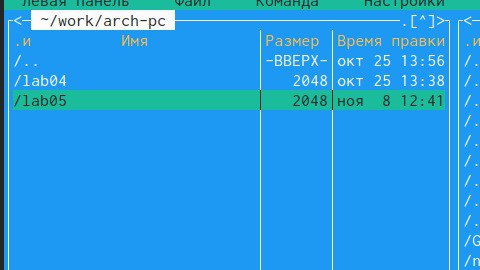 левая панель Файл Команда Настройки
<— ~/work/arch-pc .[^]>
.и Имя Размер Время правки
/.. -ВВЕРХ- окт 25 13:56 /.
/lab04 2048 окт 25 13:38 /.
/lab05 2048 ноя 8 12:41 /.
/.
/.
/.
/.
/.
/.
/G
/n